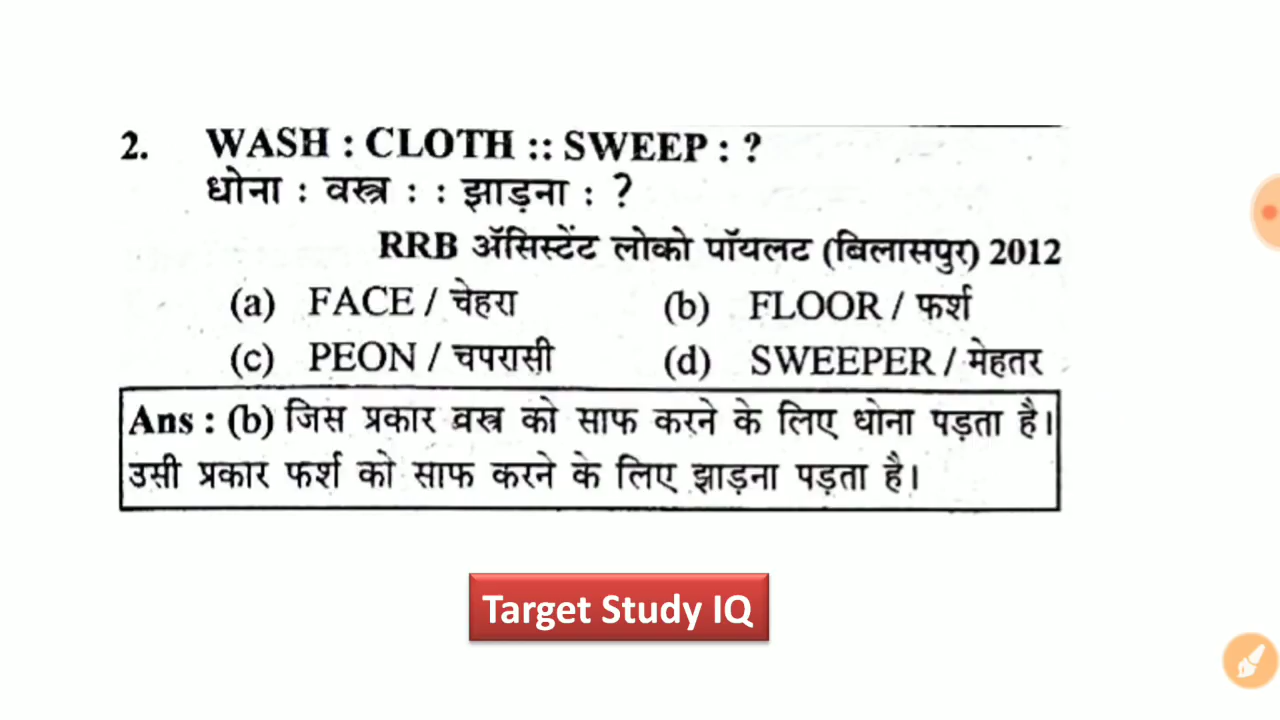 2. WASH : CLOTH :: SWEEP : ?
धोना : वस्त्र : : झाड़ना : ?
RRB ॲसिस्टेंट लोको पॉयलट (बिलासपुर) 2012
(a) FACE / चेहरा (b) FLOOR / फर्श
(c) PEON / चपरासी (d) SWEEPER / मेहतर
Ans : (b) जिस प्रकार वस्त्र को साफ करने के लिए धोना पड़ता है।
उसी प्रकार फर्श को साफ करने के लिए झाड़ना पड़ता है।
Target Study IQ